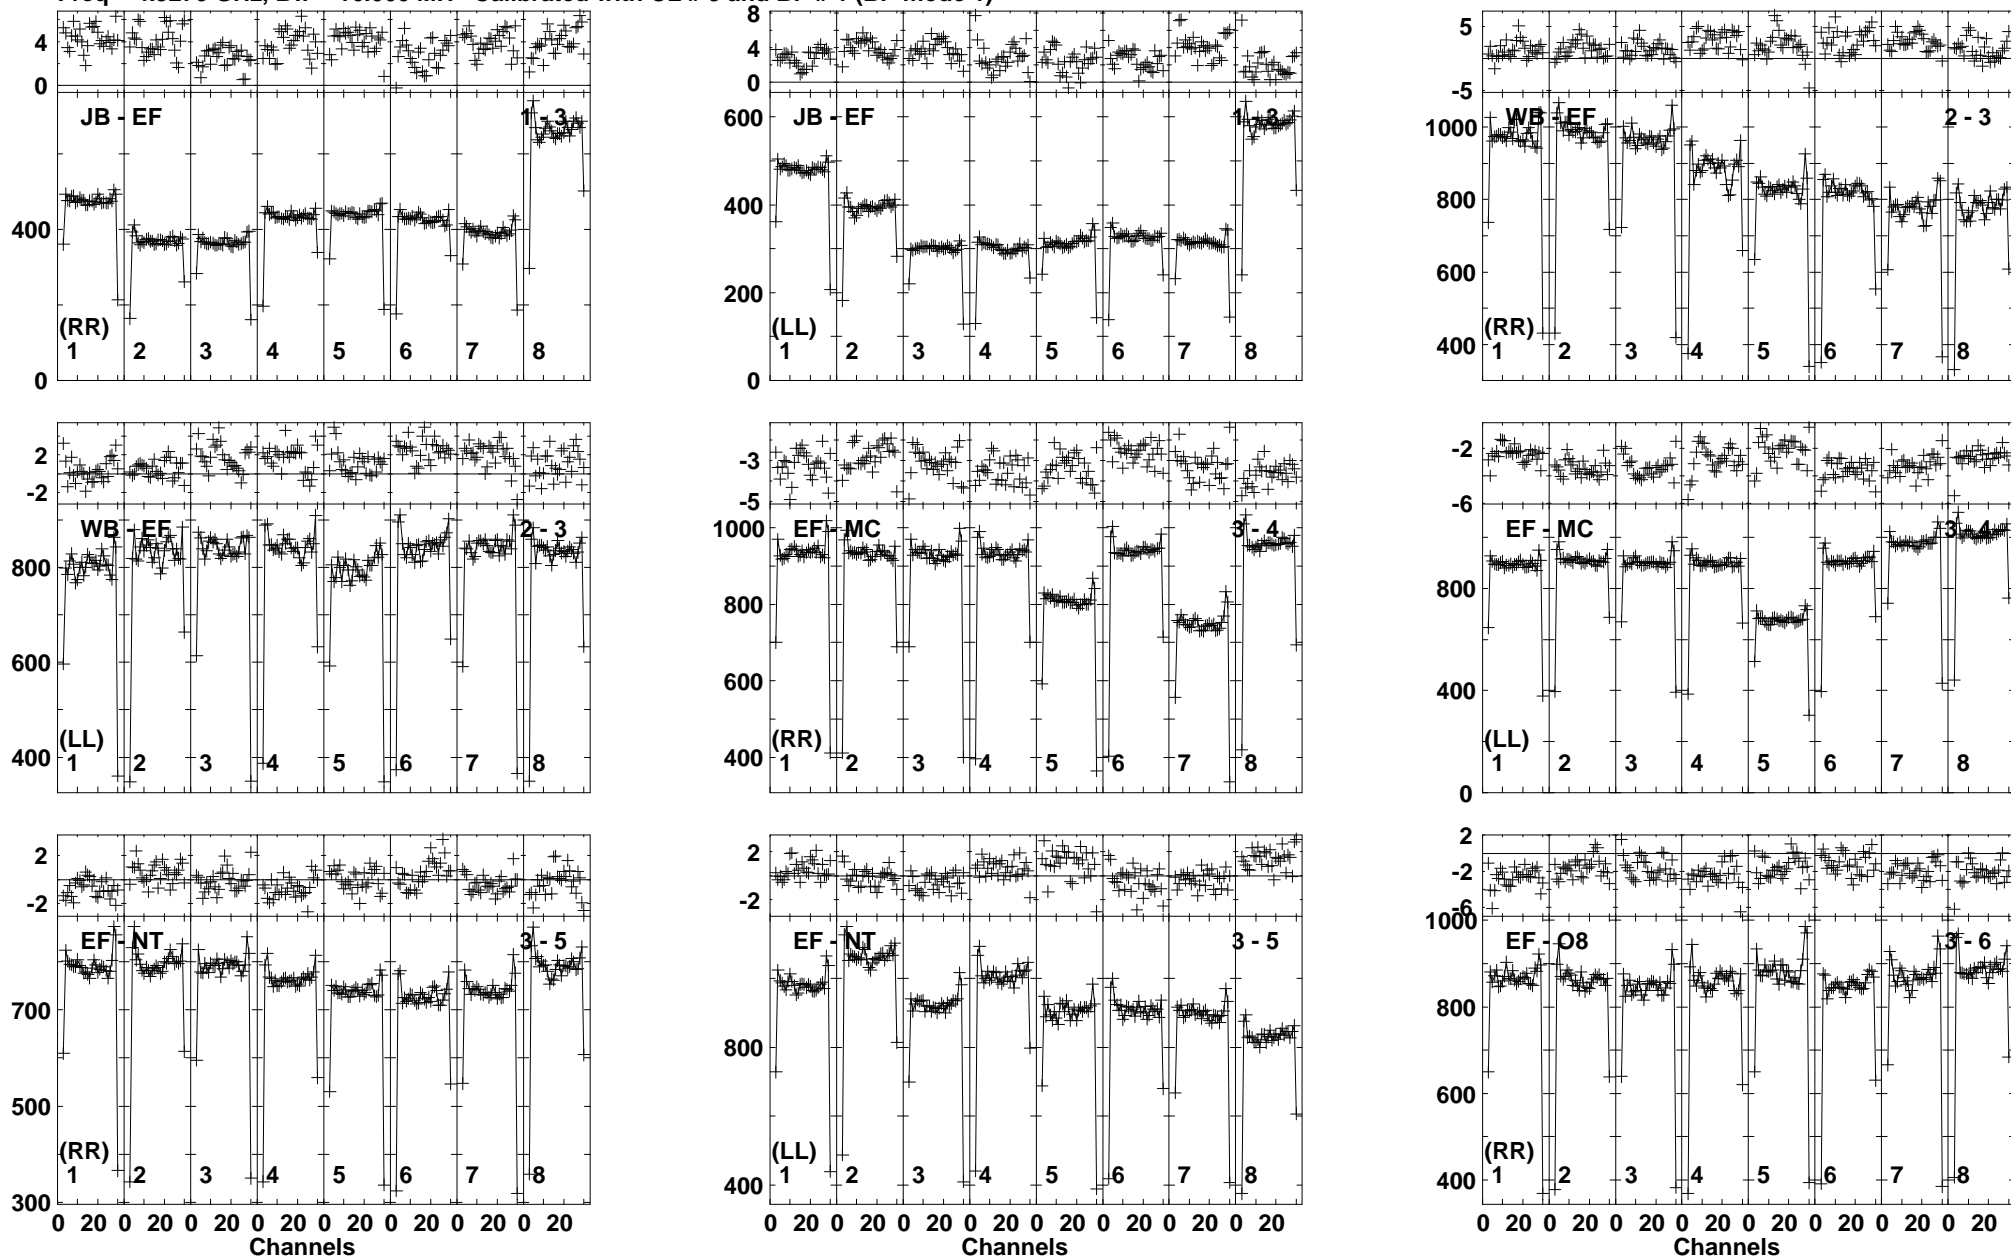 4 0 8 4 0 5 -5
JB - EF 1 - 3 JB - EF 1 - 3 WB - EF 2 - 3
400 0 600 400 200 0 1000 800 600 400
(RR) (LL) (RR)
1 2 3 4 5 6 7 8 1 2 3 4 5 6 7 8 1 2 3 4 5 6 7 8
2 -2 -3 -5 -2 -6
WB - EF 2 - 3 EF - MC 3 - 4 EF - MC 3 - 4
800 600 400 1000 800 600 400 800 400 0
(LL) (RR) (LL)
1 2 3 4 5 6 7 8 1 2 3 4 5 6 7 8 1 2 3 4 5 6 7 8
2 -2 2 -2 2 -2 -6
EF - NT 3 - 5 EF - NT 3 - 5 EF - O8 3 - 6
700 500 300 800 400 1000 800 600 400
(RR) (LL) (RR)
1 2 3 4 5 6 7 8 1 2 3 4 5 6 7 8 1 2 3 4 5 6 7 8
0 20 0 20 0 20 0 20 0 20 0 20 0 20 0 20 0 20 0 20 0 20 0 20 0 20 0 20 0 20 0 20 0 20 0 20 0 20 0 20 0 20 0 20 0 20 0 20
Channels Channels Channels